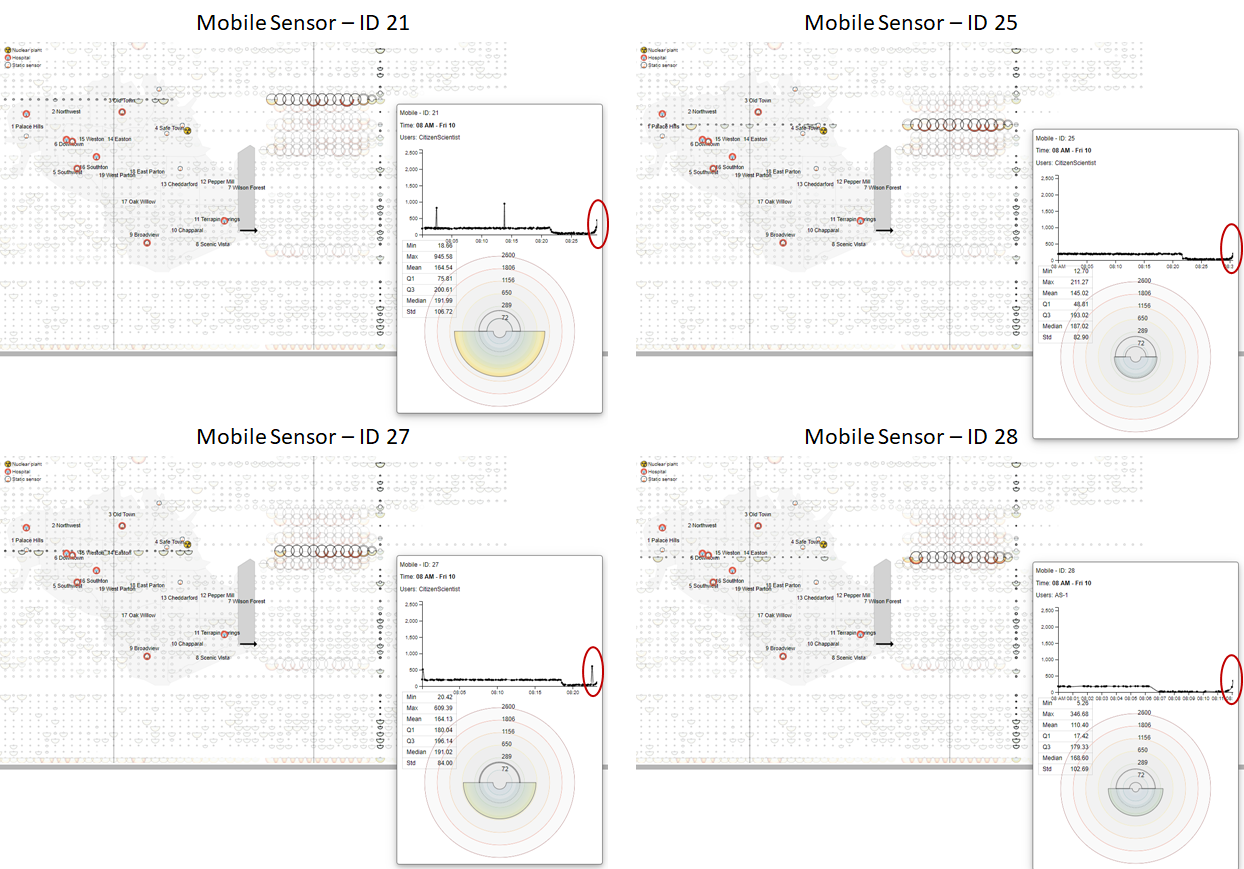 Mobile Sensor – ID 21
Nuclear plant
Hospital
Static sensor
3 Old Town
2 Northwest
1 Palace Hills
4 Safe Town
15 Weston 14 Easton
6 Downtown
16 Southton
5 Southwest
18 East Parton
19 West Parton
12 Pepper Mill
13 Cheddarford
7 Wilson Forest
17 Oak Willow
11 Terrapin Springs
10 Chapparal
9 Broadview
8 Scenic Vista
Mobile - ID: 21
Time: 08 AM - Fri 10
Users: CitizenScientist
2,500
2,000
1,500
1,000
500
0
08:05 08:10 08:15 08:20 08:25
Min 18.66
Max 945.58
Mean 164.54
Q1 75.81
Q3 200.61
Median 191.99
Std 106.72
2600
1806
1156
650
289
72
Mobile Sensor – ID 25
Nuclear plant
Hospital
Static sensor
3 Old Town
2 Northwest
1 Palace Hills
4 Safe Town
15 Weston 14 Easton
6 Downtown
16 Southton
5 Southwest
18 East Parton
19 West Parton
12 Pepper Mill
13 Cheddarford
7 Wilson Forest
17 Oak Willow
11 Terrapin Springs
10 Chapparal
9 Broadview
8 Scenic Vista
Mobile - ID: 25
Time: 08 AM - Fri 10
Users: CitizenScientist
2,500
2,000
1,500
1,000
500
0
08 AM 08:05 08:10 08:15 08:20 08:25
Min 12.70
Max 211.27
Mean 145.02
Q1 48.81
Q3 193.02
Median 187.02
Std 82.90
2600
1806
1156
650
289
72
Mobile Sensor – ID 27
Nuclear plant
Hospital
Static sensor
3 Old Town
2 Northwest
1 Palace Hills
4 Safe Town
15 Weston 14 Easton
6 Downtown
16 Southton
5 Southwest
18 East Parton
19 West Parton
12 Pepper Mill
13 Cheddarford
7 Wilson Forest
17 Oak Willow
11 Terrapin Springs
10 Chapparal
9 Broadview
8 Scenic Vista
Mobile - ID: 27
Time: 08 AM - Fri 10
Users: CitizenScientist
2,500
2,000
1,500
1,000
500
0
08:05 08:10 08:15 08:20
Min 20.42
Max 609.39
Mean 164.13
Q1 180.04
Q3 196.14
Median 191.02
Std 84.00
2600
1806
1156
650
289
72
Mobile Sensor – ID 28
Nuclear plant
Hospital
Static sensor
3 Old Town
2 Northwest
1 Palace Hills
4 Safe Town
15 Weston 14 Easton
6 Downtown
16 Southton
5 Southwest
18 East Parton
19 West Parton
12 Pepper Mill
13 Cheddarford
7 Wilson Forest
17 Oak Willow
11 Terrapin Springs
10 Chapparal
9 Broadview
8 Scenic Vista
Mobile - ID: 28
Time: 08 AM - Fri 10
Users: AS-1
2,500
2,000
1,500
1,000
500
0
08 AM 08:01 08:02 08:03 08:04 08:05 08:06 08:07 08:08 08:09 08:10 08:11
Min 5.26
Max 346.68
Mean 110.40
Q1 17.42
Q3 179.33
Median 168.60
Std 102.69
2600
1806
1156
650
289
72